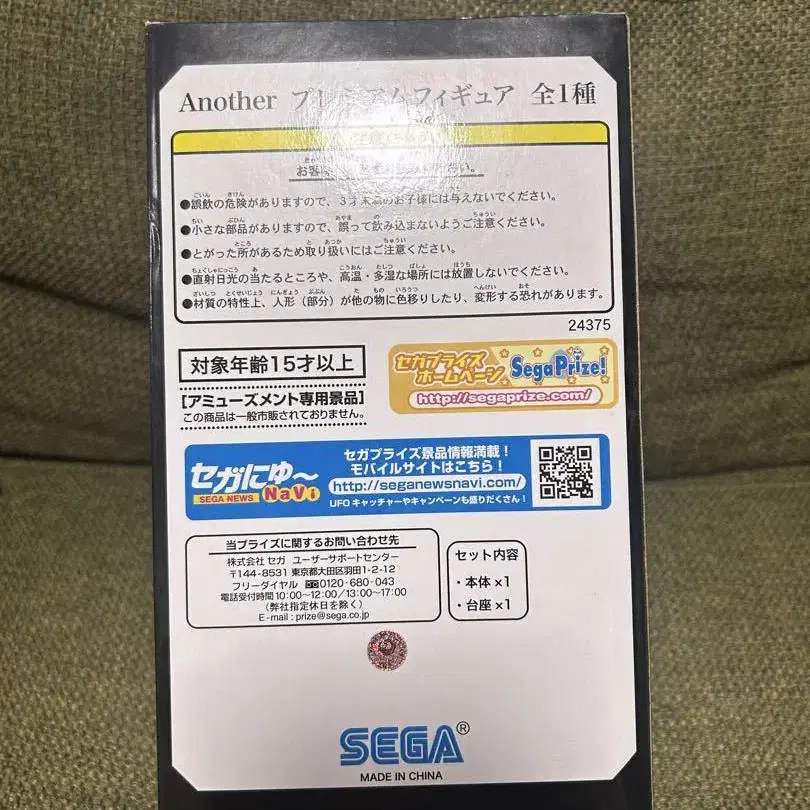 Another プレミアムフィギュア 全1種
●誤飲の危険がありますので、3才未満のお子様には与えないでください。
●小さな部品がありますので、誤って飲み込まないようご注意ください。
●とがった所があるため取り扱いにはご注意ください。
●直射日光の当たるところや、高温・多湿な場所には放置しないでください。
●材質の特性上、人形（部分）が他の物に色移りしたり、変形する恐れがあります。
24375
対象年齢15才以上
[アミューズメント専用景品]
この商品は一般市販されておりません。
セガプライズ
ホームページ
Sega Prize!
http://segaprize.com/
セガにゅ〜
SEGA NEWS NaVi
セガプライズ景品情報満載！
モバイルサイトはこちら！
http://seganewsnavi.com/
UFOキャッチャーやキャンペーンも盛りだくさん！
当プライズに関するお問い合わせ先
株式会社 セガ ユーザーサポートセンター
〒144-8531 東京都大田区羽田1-2-12
フリーダイヤル 0120-680-043
電話受付時間 10:00〜12:00/13:00〜17:00
（弊社指定休日を除く）
E-mail : prize@sega.co.jp
セット内容
・本体×1
・台座×1
SEGA®
MADE IN CHINA